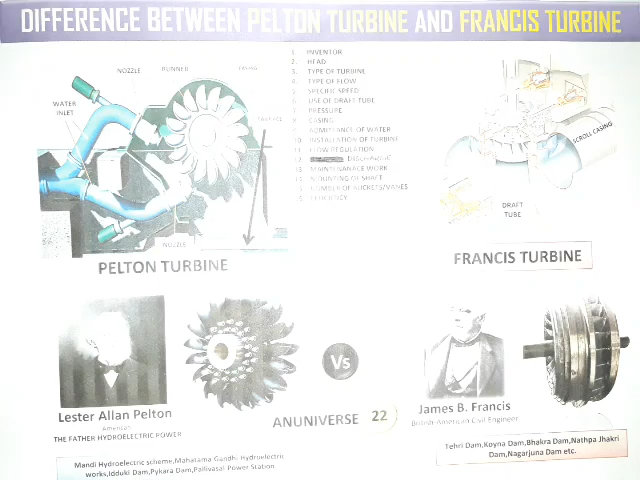 DIFFERENCE BETWEEN PELTON TURBINE AND FRANCIS TURBINE
NOZZLE
RUNNER
CASING
WATER
INLET
NOZZLE
PELTON TURBINE
1. INVENTOR
2. HEAD
3. TYPE OF TURBINE
4. TYPE OF FLOW
5. SPECIFIC SPEED
6. USE OF DRAFT TUBE
7. PRESSURE
8. CASING
9. ADMITTANCE OF WATER
10. INSTALLATION OF TURBINE
11. FLOW REGULATION
12. DISCHARGE
13. MAINTENANACE WORK
14. MOUNTING OF SHAFT
15. NUMBER OF BUCKETS/VANES
16. EFFICIENCY
SCROLL CASING
DRAFT
TUBE
FRANCIS TURBINE
Lester Allan Pelton
American
THE FATHER HYDROELECTRIC POWER
Vs
ANUNIVERSE 22
James B. Francis
British-American Civil Engineer
Mandi Hydroelectric scheme,Mahatama Gandhi Hydroelectric
works,Idduki Dam,Pykara Dam,Pallivasal Power Station
Tehri Dam,Koyna Dam,Bhakra Dam,Nathpa Jhakri
Dam,Nagarjuna Dam etc.